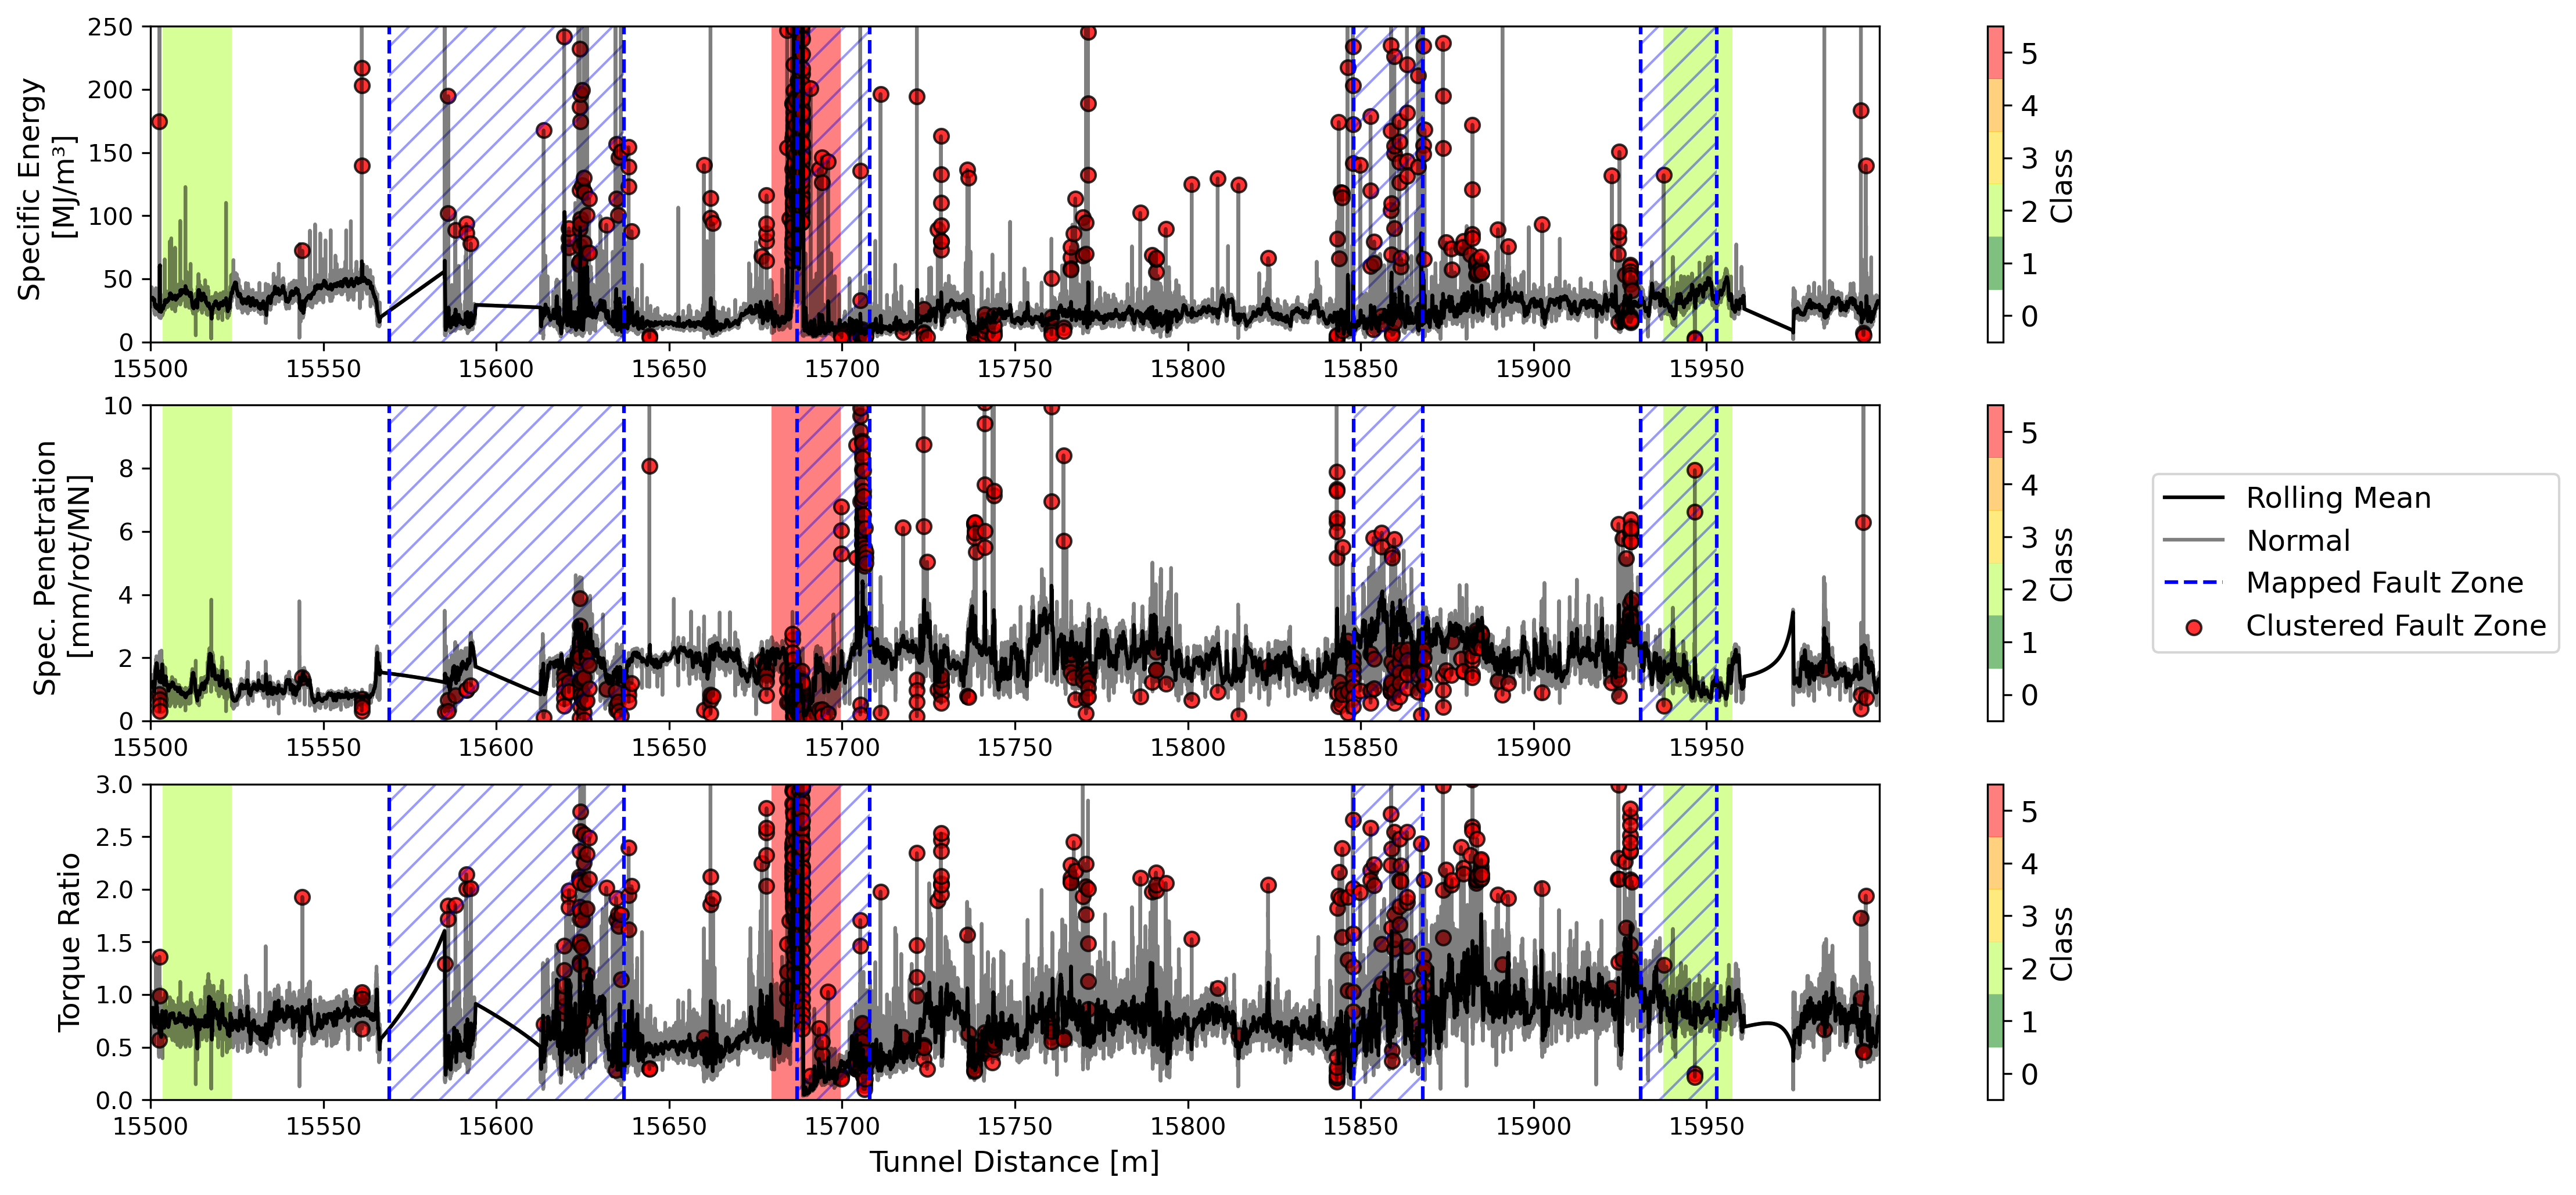 250
200
150
100
50
0
Specific Energy
[MJ/m³]
15500 15550 15600 15650 15700 15750 15800 15850 15900 15950
5
4
3
2
1
0
Class
10
8
6
4
2
0
Spec. Penetration
[mm/rot/MN]
15500 15550 15600 15650 15700 15750 15800 15850 15900 15950
5
4
3
2
1
0
Class
Rolling Mean
Normal
Mapped Fault Zone
Clustered Fault Zone
3.0
2.5
2.0
1.5
1.0
0.5
0.0
Torque Ratio
15500 15550 15600 15650 15700 15750 15800 15850 15900 15950
Tunnel Distance [m]
5
4
3
2
1
0
Class